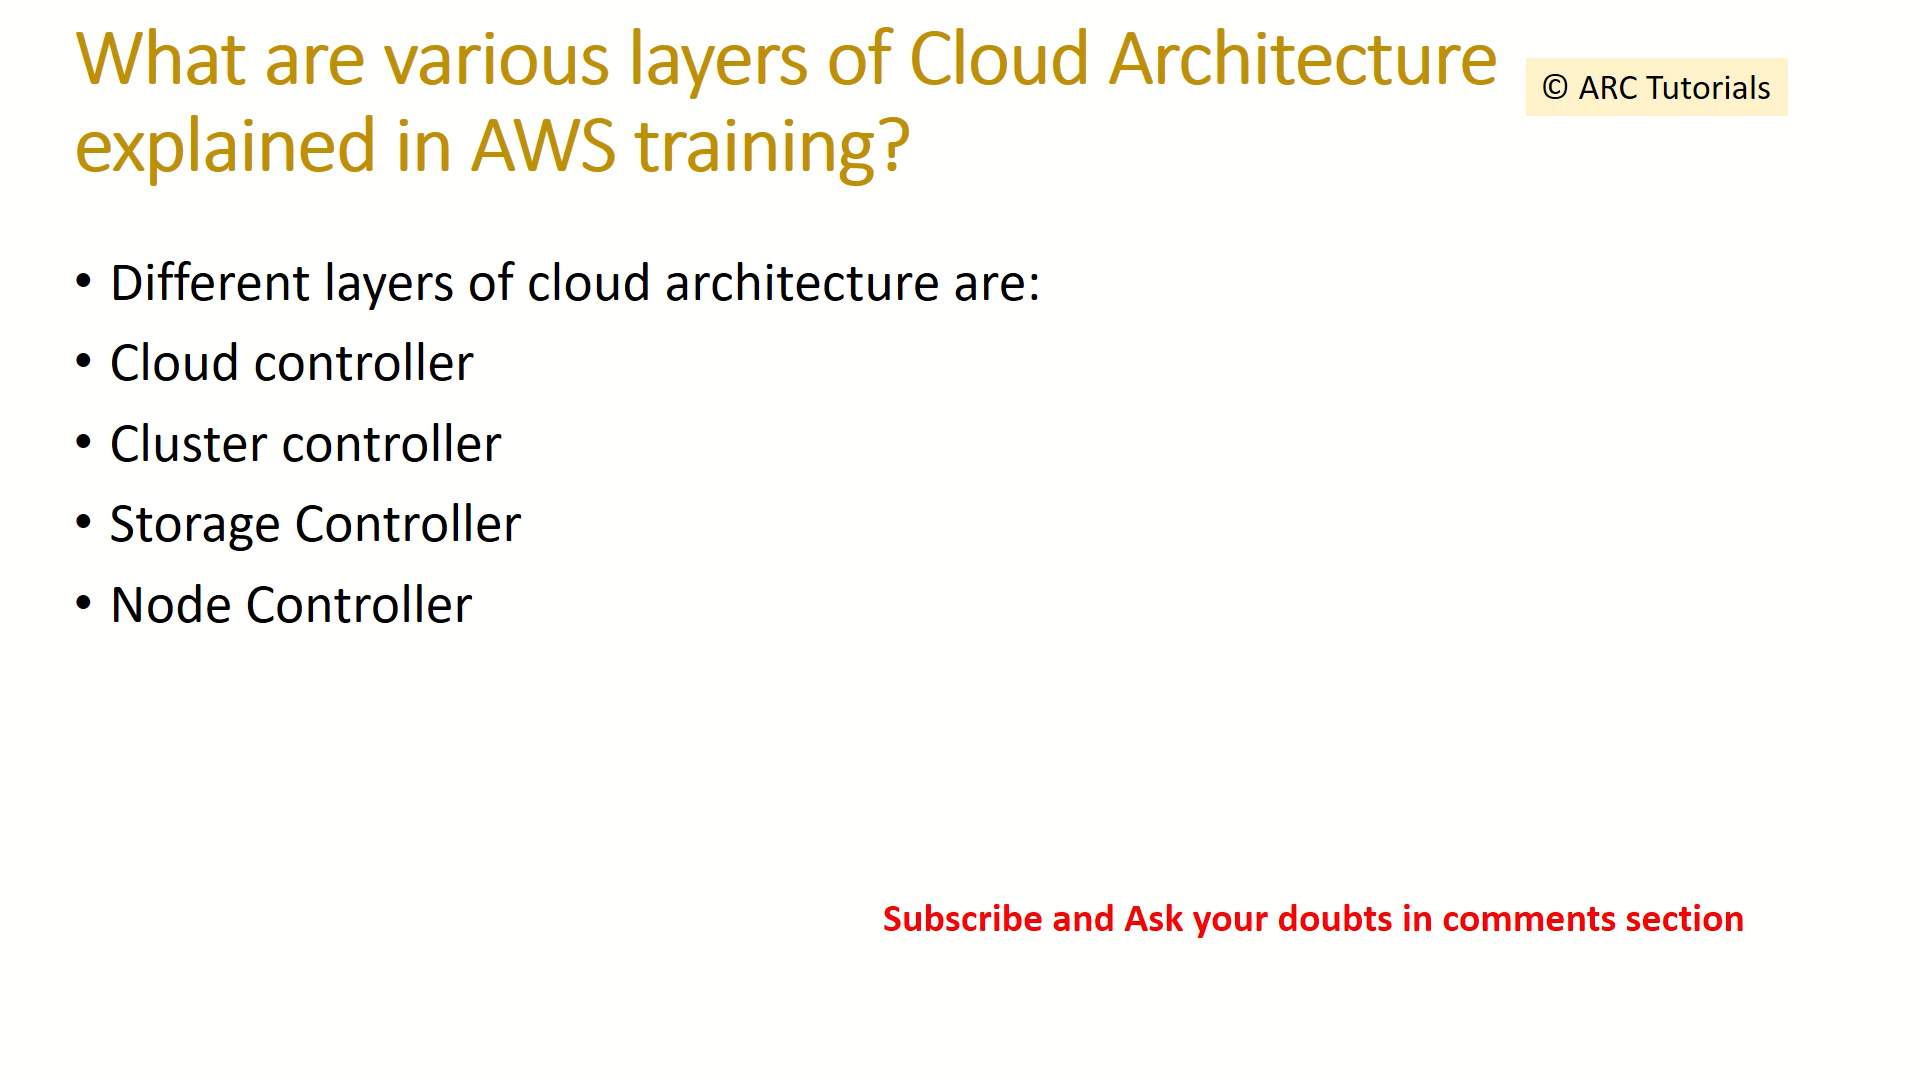 What are various layers of Cloud Architecture
explained in AWS training?
© ARC Tutorials
• Different layers of cloud architecture are:
• Cloud controller
• Cluster controller
• Storage Controller
• Node Controller
Subscribe and Ask your doubts in comments section